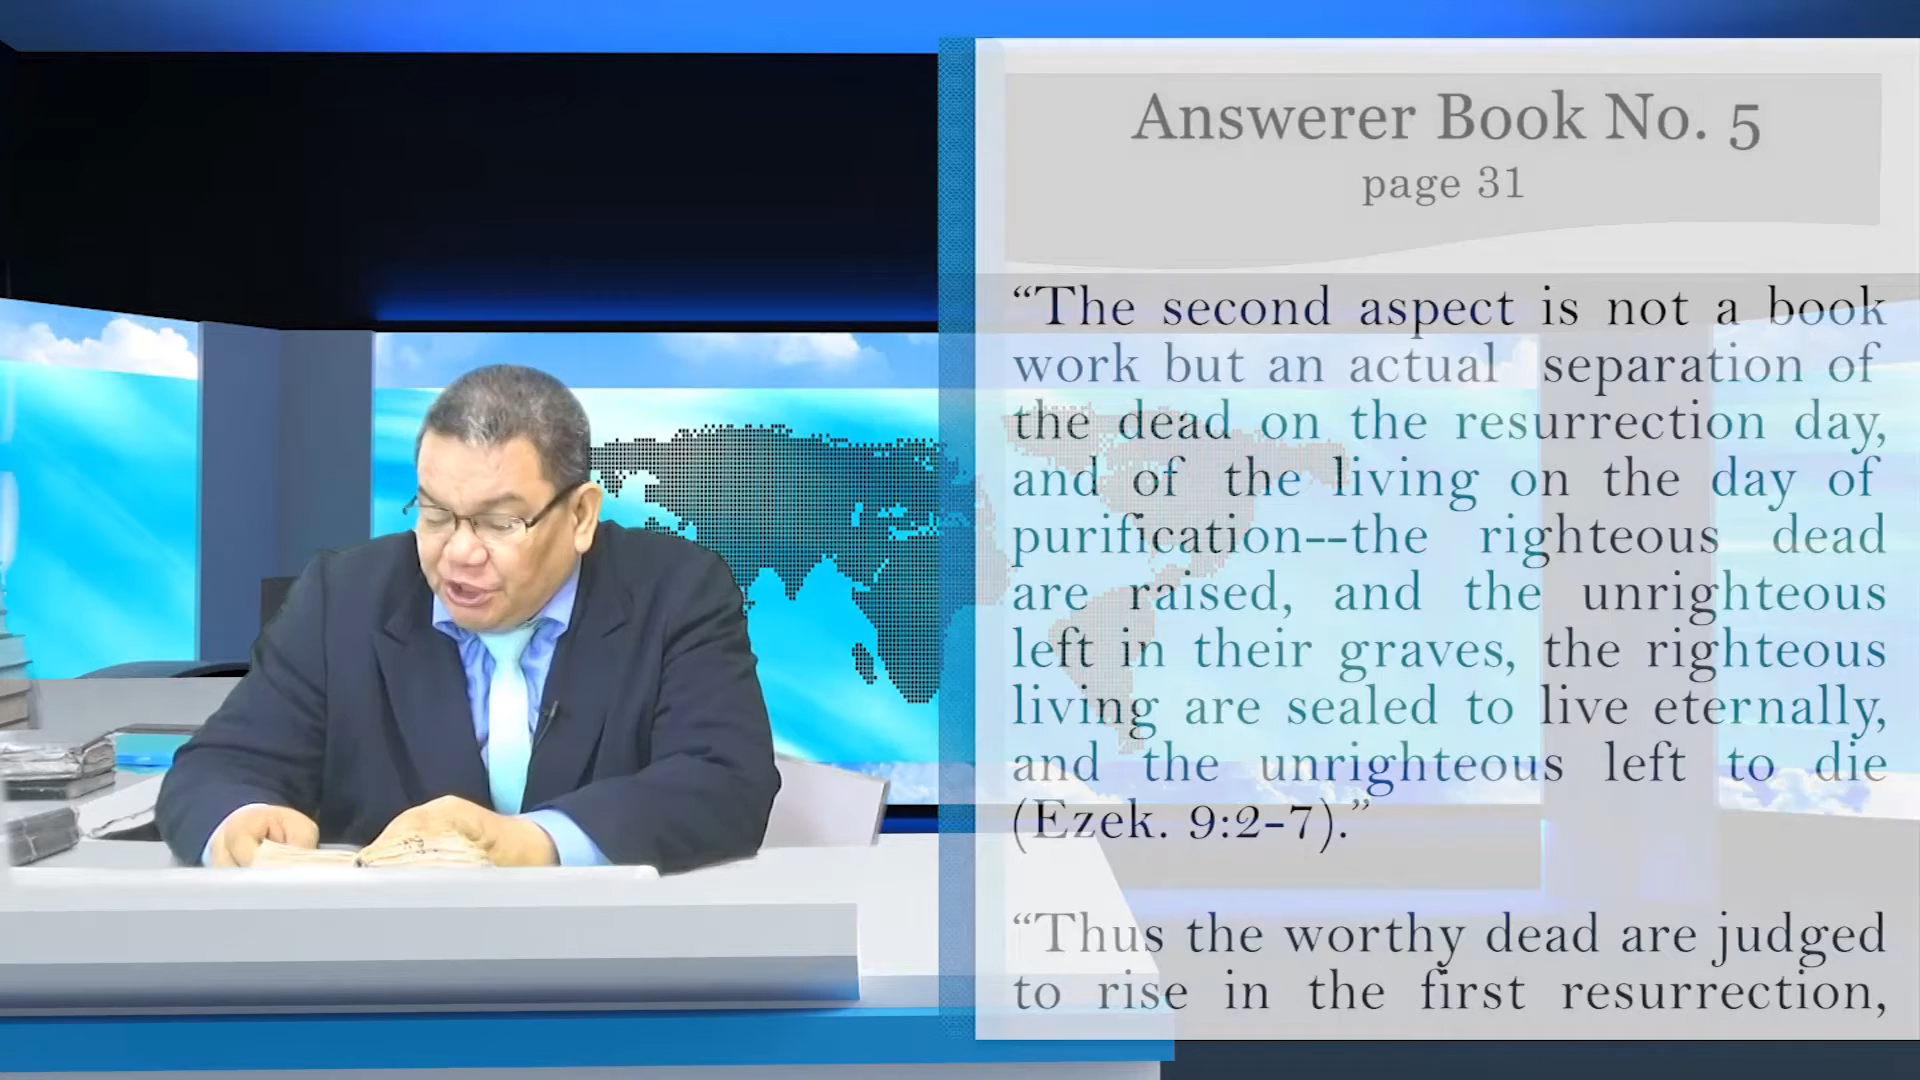 Answerer Book No. 5
page 31
“The second aspect is not a book
work but an actual separation of
the dead on the resurrection day,
and of the living on the day of
purification--the righteous dead
are raised, and the unrighteous
left in their graves, the righteous
living are sealed to live eternally,
and the unrighteous left to die
(Ezek. 9:2-7).”
“Thus the worthy dead are judged
to rise in the first resurrection,